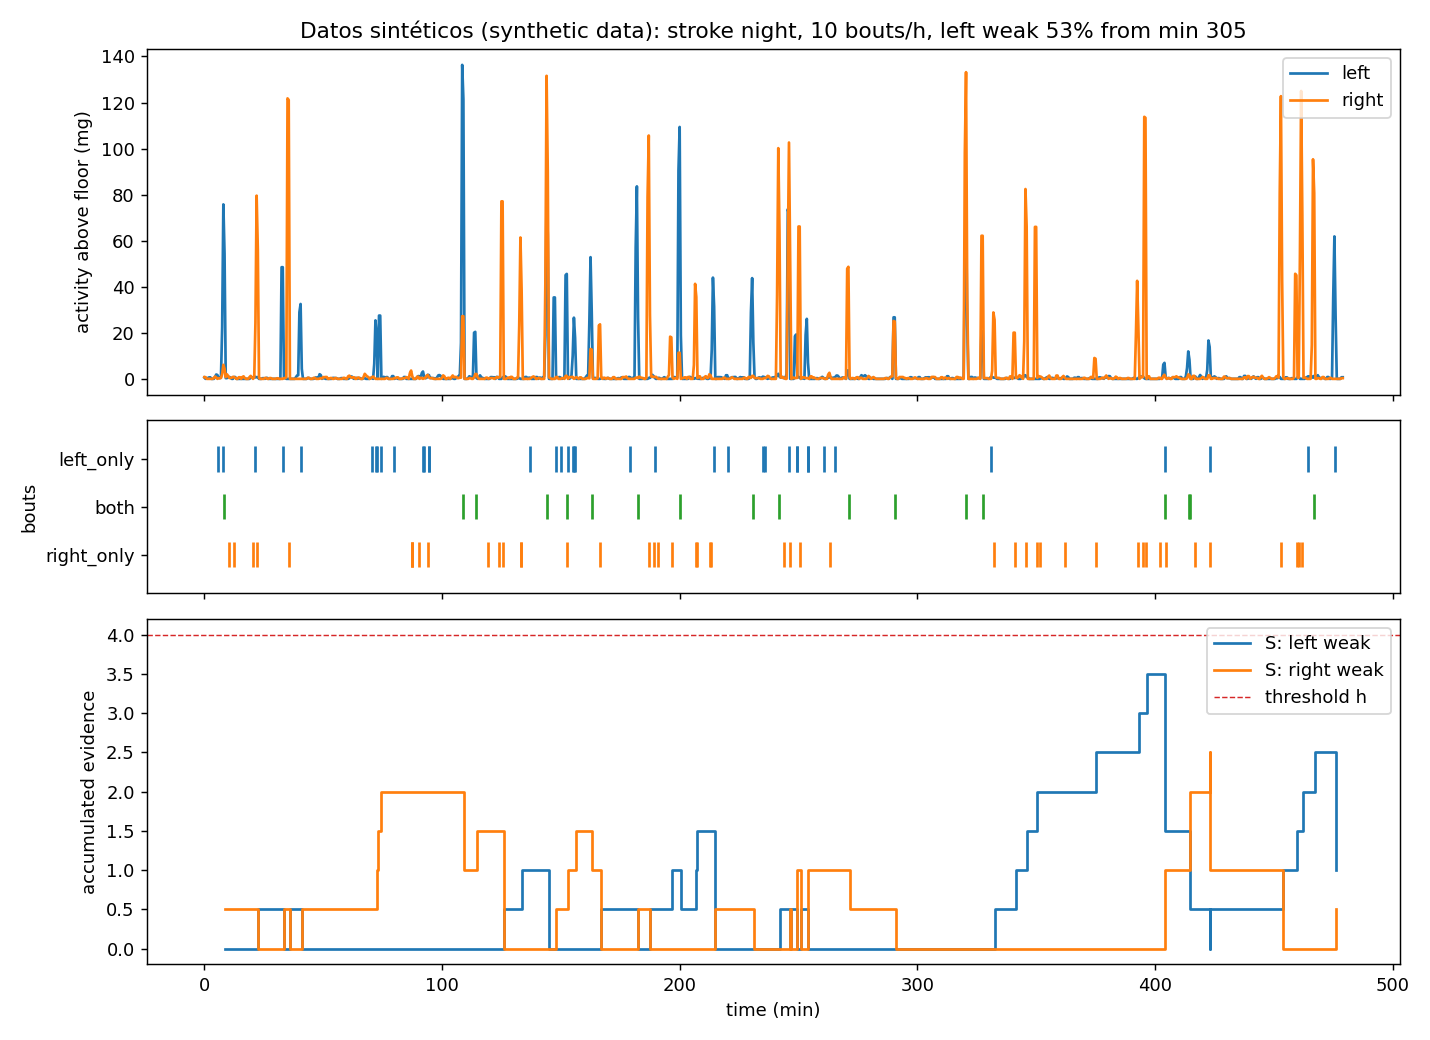 Datos sintéticos (synthetic data): stroke night, 10 bouts/h, left weak 53% from min 305
activity above floor (mg)
140
120
100
80
60
40
20
0
left
right
bouts
left_only
both
right_only
accumulated evidence
4.0
3.5
3.0
2.5
2.0
1.5
1.0
0.5
0.0
S: left weak
S: right weak
threshold h
0 100 200 300 400 500
time (min)